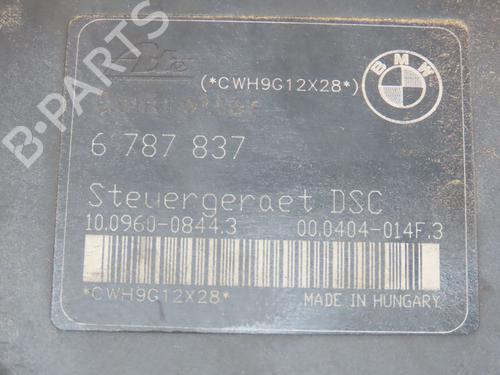 B-PARTS
Ate
(*CWH9G12X28*)
BMW
6 787 837
Steuergeraet DSC
10.0960-0844.3
00.0404-014F.3
*CWH9G12X28*
MADE IN HUNGARY